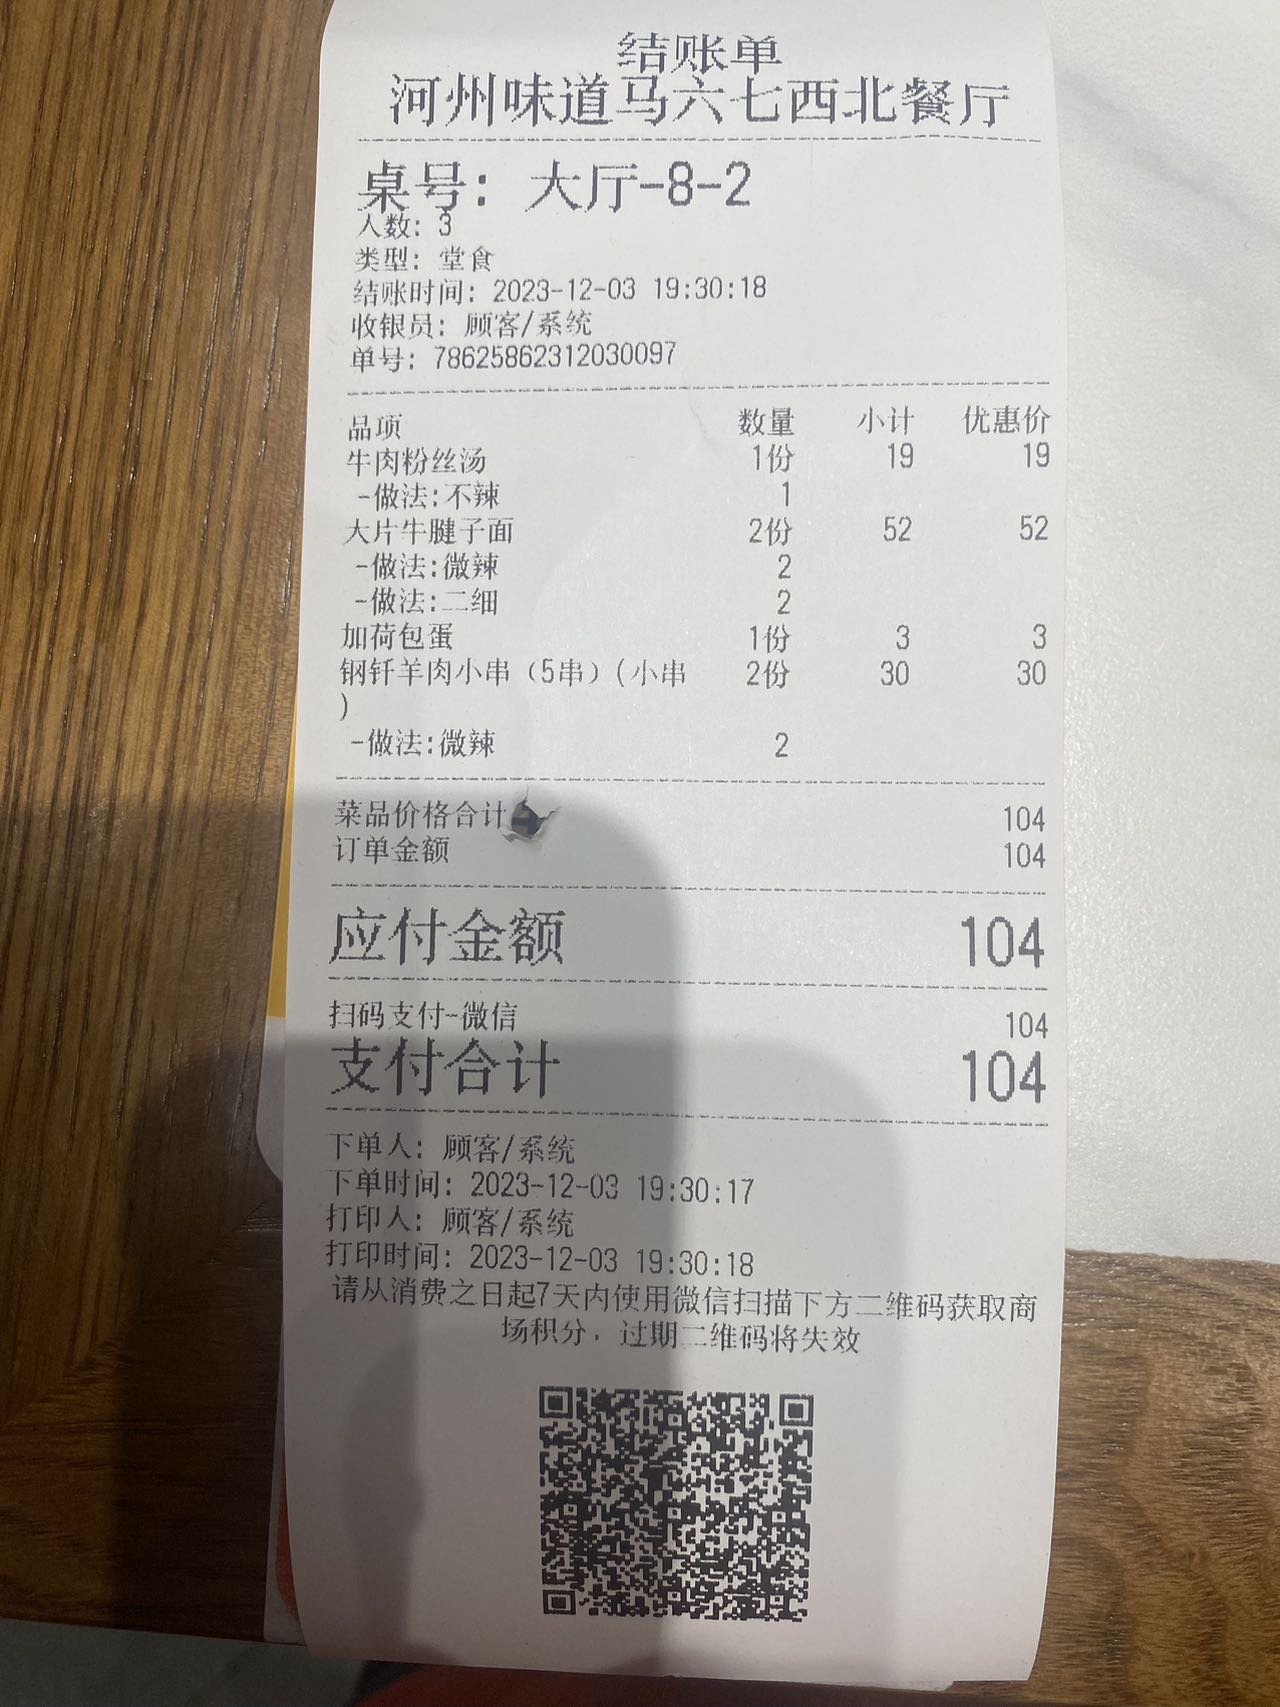 结账单
河州味道马六七西北餐厅
桌号: 大厅-8-2
人数: 3
类型: 堂食
结账时间: 2023-12-03 19:30:18
收银员: 顾客/系统
单号: 78625862312030097
品项 数量 小计 优惠价
牛肉粉丝汤 1份 19 19
-做法:不辣 1
大片牛腱子面 2份 52 52
-做法:微辣 2
-做法:二细 2
加荷包蛋 1份 3 3
钢钎羊肉小串（5串）(小串 2份 30 30
)
-做法:微辣 2
菜品价格合计 104
订单金额 104
应付金额 104
扫码支付-微信 104
支付合计 104
下单人: 顾客/系统
下单时间: 2023-12-03 19:30:17
打印人: 顾客/系统
打印时间: 2023-12-03 19:30:18
请从消费之日起7天内使用微信扫描下方二维码获取商
场积分，过期二维码将失效